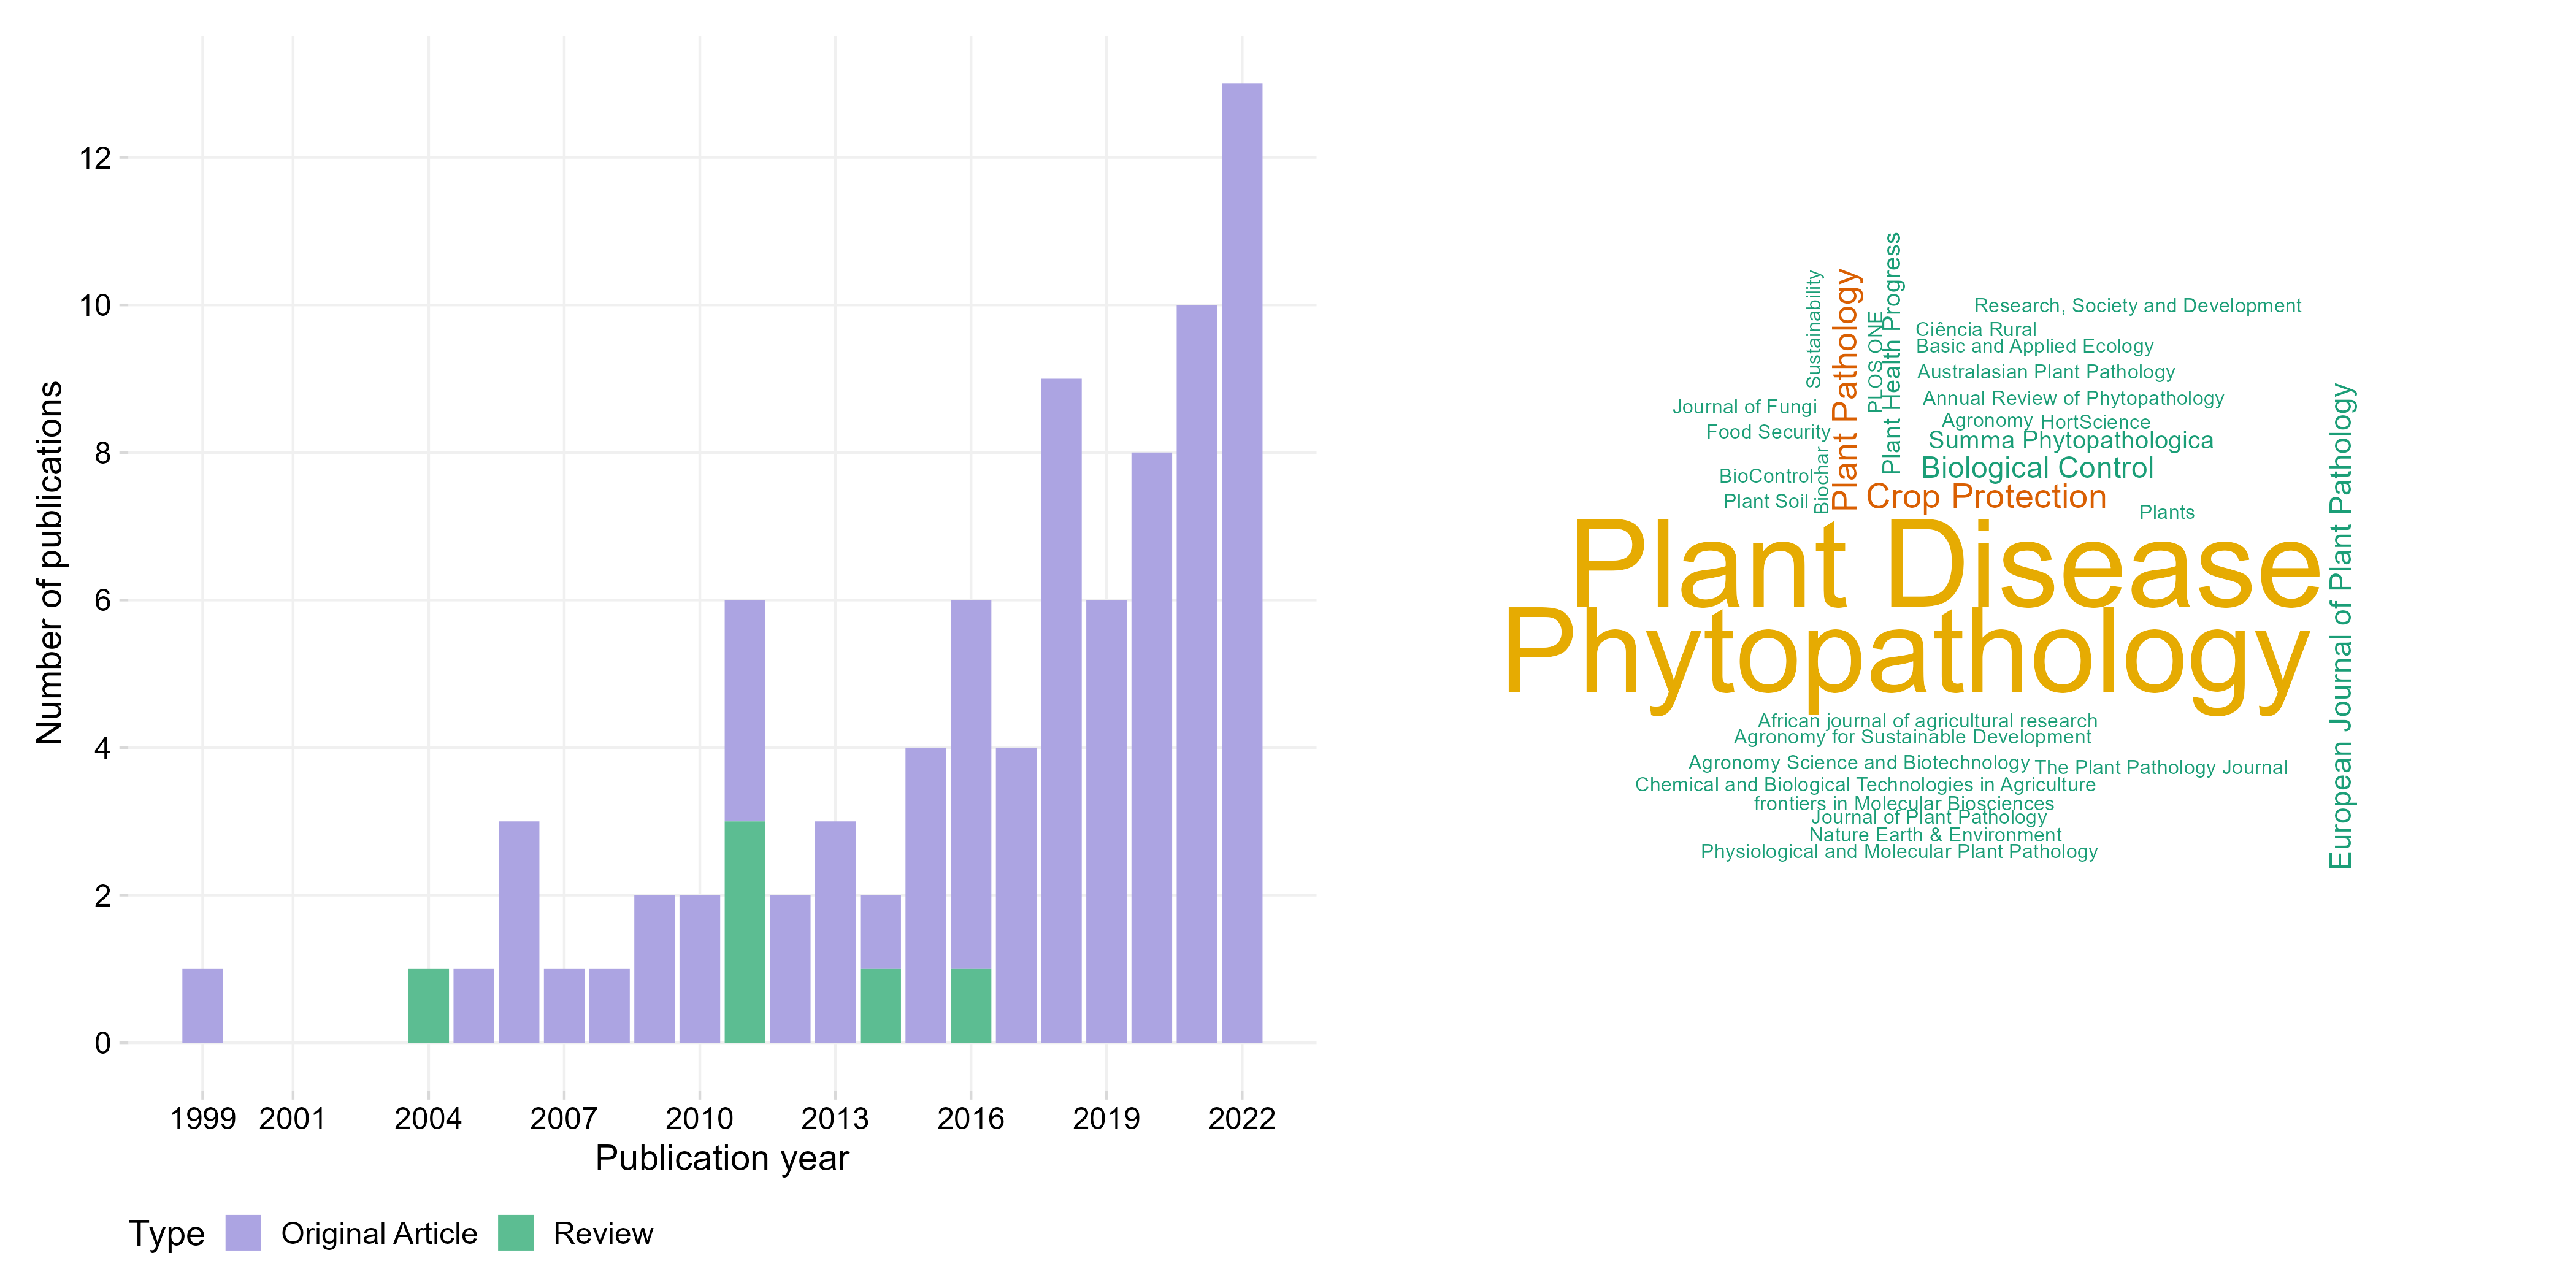 Number of publications
12
10
8
6
4
2
0
1999 2001 2004 2007 2010 2013 2016 2019 2022
Publication year
Type Original Article Review
Plant Health Progress
Sustainability
Plant Pathology
PLOS ONE
Research, Society and Development
Ciência Rural
Basic and Applied Ecology
Australasian Plant Pathology
Annual Review of Phytopathology
Journal of Fungi
Agronomy HortScience
Food Security
Summa Phytopathologica
Biological Control
BioControl
Biochar
Plant Soil
Crop Protection
Plants
European Journal of Plant Pathology
Plant Disease
Phytopathology
African journal of agricultural research
Agronomy for Sustainable Development
Agronomy Science and Biotechnology
The Plant Pathology Journal
Chemical and Biological Technologies in Agriculture
frontiers in Molecular Biosciences
Journal of Plant Pathology
Nature Earth & Environment
Physiological and Molecular Plant Pathology